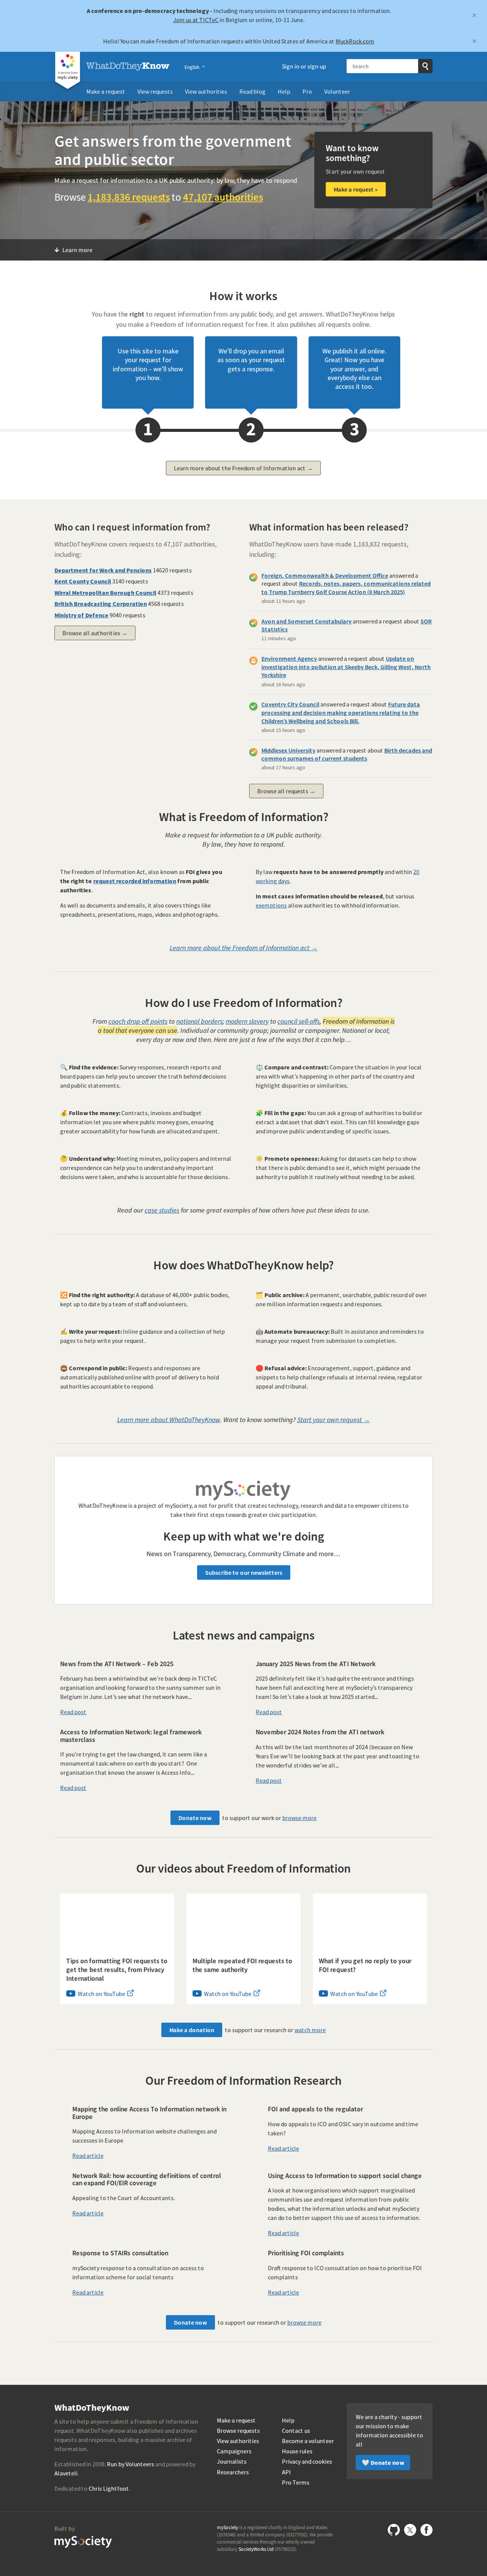 A conference on pro-democracy technology - Including many sessions on transparency and access to information.
Join us at TICTeC in Belgium or online, 10-11 June.
Hello! You can make Freedom of Information requests within United States of America at MuckRock.com
WhatDoTheyKnow
English
Sign in or sign up
Search
Make a request
View requests
View authorities
Read blog
Help
Pro
Volunteer
Get answers from the government
and public sector
Make a request for information to a UK public authority: by law, they have to respond
Browse 1,183,836 requests to 47,107 authorities
Want to know
something?
Start your own request
Make a request »
Learn more
How it works
You have the right to request information from any public body, and get answers. WhatDoTheyKnow helps
you make a Freedom of Information request for free. It also publishes all requests online.
Use this site to make
your request for
information – we'll show
you how.
We'll drop you an email
as soon as your request
gets a response.
We publish it all online.
Great! Now you have
your answer, and
everybody else can
access it too.
1
2
3
Learn more about the Freedom of Information act →
Who can I request information from?
WhatDoTheyKnow covers requests to 47,107 authorities,
including:
Department for Work and Pensions 14620 requests
Kent County Council 3140 requests
Wirral Metropolitan Borough Council 4373 requests
British Broadcasting Corporation 4568 requests
Ministry of Defence 9040 requests
Browse all authorities →
What information has been released?
WhatDoTheyKnow users have made 1,183,832 requests,
including:
Foreign, Commonwealth & Development Office answered a
request about Records, notes, papers, communications related
to Trump Turnberry Golf Course Action (8 March 2025)
about 11 hours ago
Avon and Somerset Constabulary answered a request about SOR
Statistics
11 minutes ago
Environment Agency answered a request about Update on
investigation into pollution at Skeeby Beck, Gilling West, North
Yorkshire
about 16 hours ago
Coventry City Council answered a request about Future data
processing and decision making operations relating to the
Children's Wellbeing and Schools Bill.
about 15 hours ago
Middlesex University answered a request about Birth decades and
common surnames of current students
about 17 hours ago
Browse all requests →
What is Freedom of Information?
Make a request for information to a UK public authority.
By law, they have to respond.
The Freedom of Information Act, also known as FOI gives you
the right to request recorded information from public
authorities.
As well as documents and emails, it also covers things like
spreadsheets, presentations, maps, videos and photographs.
By law requests have to be answered promptly and within 20
working days.
In most cases information should be released, but various
exemptions allow authorities to withhold information.
Learn more about the Freedom of Information act →
How do I use Freedom of Information?
From coach drop off points to national borders; modern slavery to council sell-offs, Freedom of Information is
a tool that everyone can use. Individual or community group; journalist or campaigner. National or local;
every day or now and then. Here are just a few of the ways that it can help…
🔍 Find the evidence: Survey responses, research reports and
board papers can help you to uncover the truth behind decisions
and public statements.
⚖️ Compare and contrast: Compare the situation in your local
area with what's happening in other parts of the country and
highlight disparities or similarities.
💰 Follow the money: Contracts, invoices and budget
information let you see where public money goes, ensuring
greater accountability for how funds are allocated and spent.
🧩 Fill in the gaps: You can ask a group of authorities to build or
extract a dataset that didn't exist. This can fill knowledge gaps
and improve public understanding of specific issues.
🤔 Understand why: Meeting minutes, policy papers and internal
correspondence can help you to understand why important
decisions were taken, and who is accountable for those decisions.
☀️ Promote openness: Asking for datasets can help to show
that there is public demand to see it, which might persuade the
authority to publish it routinely without needing to be asked.
Read our case studies for some great examples of how others have put these ideas to use.
How does WhatDoTheyKnow help?
🔀 Find the right authority: A database of 46,000+ public bodies,
kept up to date by a team of staff and volunteers.
🗂️ Public archive: A permanent, searchable, public record of over
one million information requests and responses.
✍️ Write your request: Inline guidance and a collection of help
pages to help write your request.
🤖 Automate bureaucracy: Built in assistance and reminders to
manage your request from submission to completion.
Correspond in public: Requests and responses are
automatically published online with proof of delivery to hold
authorities accountable to respond.
🛑 Refusal advice: Encouragement, support, guidance and
snippets to help challenge refusals at internal review, regulator
appeal and tribunal.
Learn more about WhatDoTheyKnow. Want to know something? Start your own request →
mySociety
WhatDoTheyKnow is a project of mySociety, a not for profit that creates technology, research and data to empower citizens to
take their first steps towards greater civic participation.
Keep up with what we're doing
News on Transparency, Democracy, Community Climate and more…
Subscribe to our newsletters
Latest news and campaigns
News from the ATI Network – Feb 2025
February has been a whirlwind but we're back deep in TICTeC
organisation and looking forward to the sunny summer sun in
Belgium in June. Let's see what the network have...
Read post
January 2025 News from the ATI Network
2025 definitely felt like it's had quite the entrance and things
have been full and exciting here at mySociety's transparency
team! So let's take a look at how 2025 started...
Read post
Access to Information Network: legal framework
masterclass
If you're trying to get the law changed, it can seem like a
monumental task: where on earth do you start? One
organisation that knows the answer is Access Info...
Read post
November 2024 Notes from the ATI network
As this will be the last monthnotes of 2024 (because on New
Years Eve we'll be looking back at the past year and toasting to
the wonderful strides we've all...
Read post
Donate now to support our work or browse more
Our videos about Freedom of Information
Tips on formatting FOI requests to
get the best results, from Privacy
International
Watch on YouTube
Multiple repeated FOI requests to
the same authority
Watch on YouTube
What if you get no reply to your
FOI request?
Watch on YouTube
Make a donation to support our research or watch more
Our Freedom of Information Research
Mapping the online Access To Information network in
Europe
Mapping Access to Information website challenges and
successes in Europe
Read article
FOI and appeals to the regulator
How do appeals to ICO and OSIC vary in outcome and time
taken?
Read article
Network Rail: how accounting definitions of control
can expand FOI/EIR coverage
Appealing to the Court of Accountants.
Read article
Using Access to Information to support social change
A look at how organisations which support marginalised
communities use and request information from public
bodies, what the information unlocks and what mySociety
can do to better support this use of access to information.
Read article
Response to STAIRs consultation
mySociety response to a consultation on access to
information scheme for social tenants
Read article
Prioritising FOI complaints
Draft response to ICO consultation on how to prioritise FOI
complaints
Read article
Donate now to support our research or browse more
WhatDoTheyKnow
A site to help anyone submit a Freedom of Information
request. WhatDoTheyKnow also publishes and archives
requests and responses, building a massive archive of
information.
Established in 2008. Run by Volunteers and powered by
Alaveteli.
Dedicated to Chris Lightfoot.
Make a request
Browse requests
View authorities
Campaigners
Journalists
Researchers
Help
Contact us
Become a volunteer
House rules
Privacy and cookies
API
Pro Terms
We are a charity - support
our mission to make
information accessible to
all
🤍 Donate now
Built by
mySociety
mySociety is a registered charity in England and Wales
(1076346) and a limited company (03277032). We provide
commercial services through our wholly owned
subsidiary SocietyWorks Ltd (05798215).